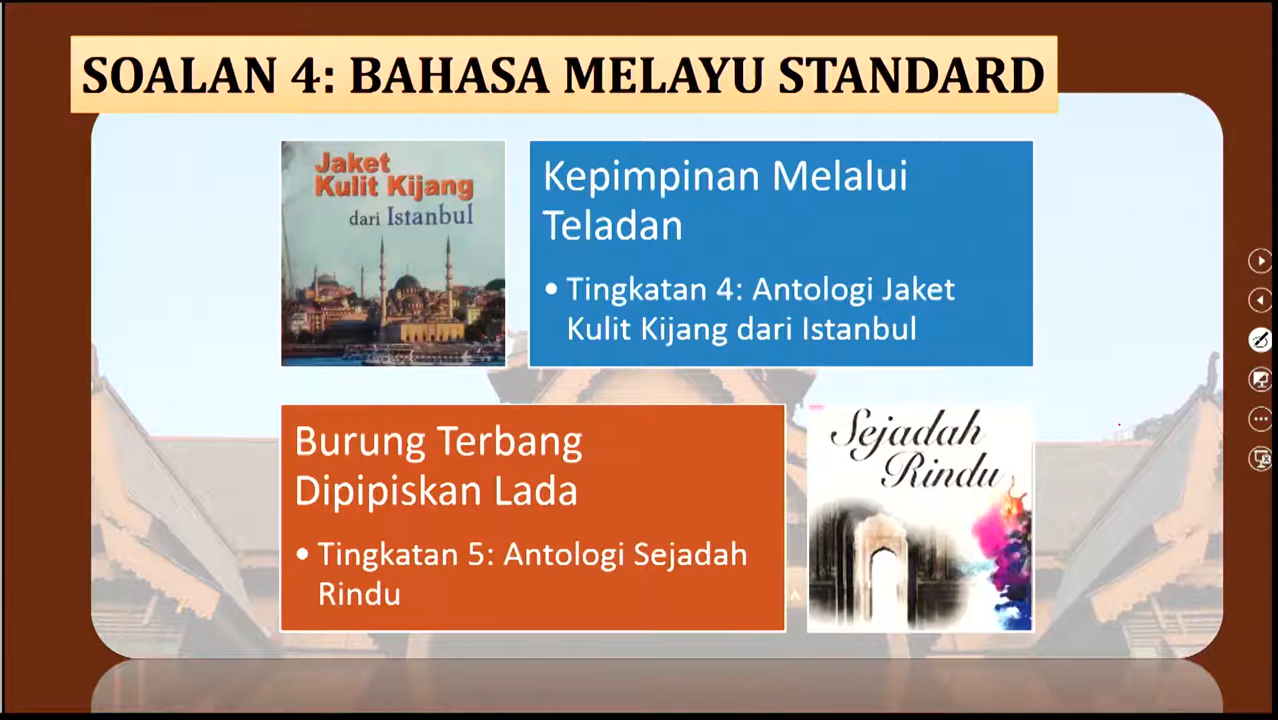 SOALAN 4: BAHASA MELAYU STANDARD
Jaket
Kulit Kijang
dari Istanbul
Kepimpinan Melalui
Teladan
• Tingkatan 4: Antologi Jaket
Kulit Kijang dari Istanbul
Burung Terbang
Dipipiskan Lada
• Tingkatan 5: Antologi Sejadah
Rindu
Sejadah
Rindu